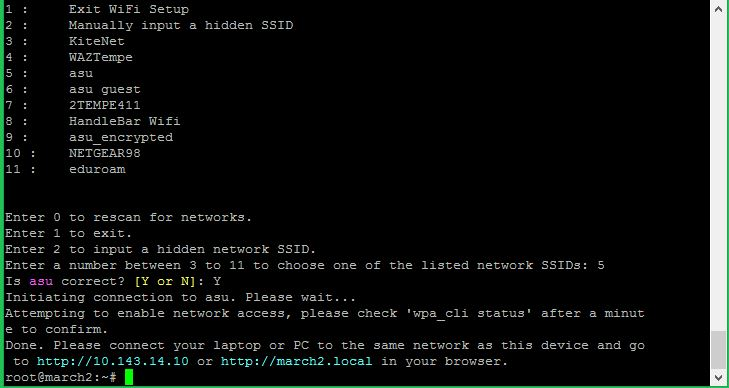 1 : Exit WiFi Setup
2 : Manually input a hidden SSID
3 : KiteNet
4 : WAZTempe
5 : asu
6 : asu guest
7 : 2TEMPE411
8 : HandleBar Wifi
9 : asu_encrypted
10 : NETGEAR98
11 : eduroam
Enter 0 to rescan for networks.
Enter 1 to exit.
Enter 2 to input a hidden network SSID.
Enter a number between 3 to 11 to choose one of the listed network SSIDs: 5
Is asu correct? [Y or N]: Y
Initiating connection to asu. Please wait...
Attempting to enable network access, please check 'wpa_cli status' after a minut
e to confirm.
Done. Please connect your laptop or PC to the same network as this device and go
to http://10.143.14.10 or http://march2.local in your browser.
root@march2:~#